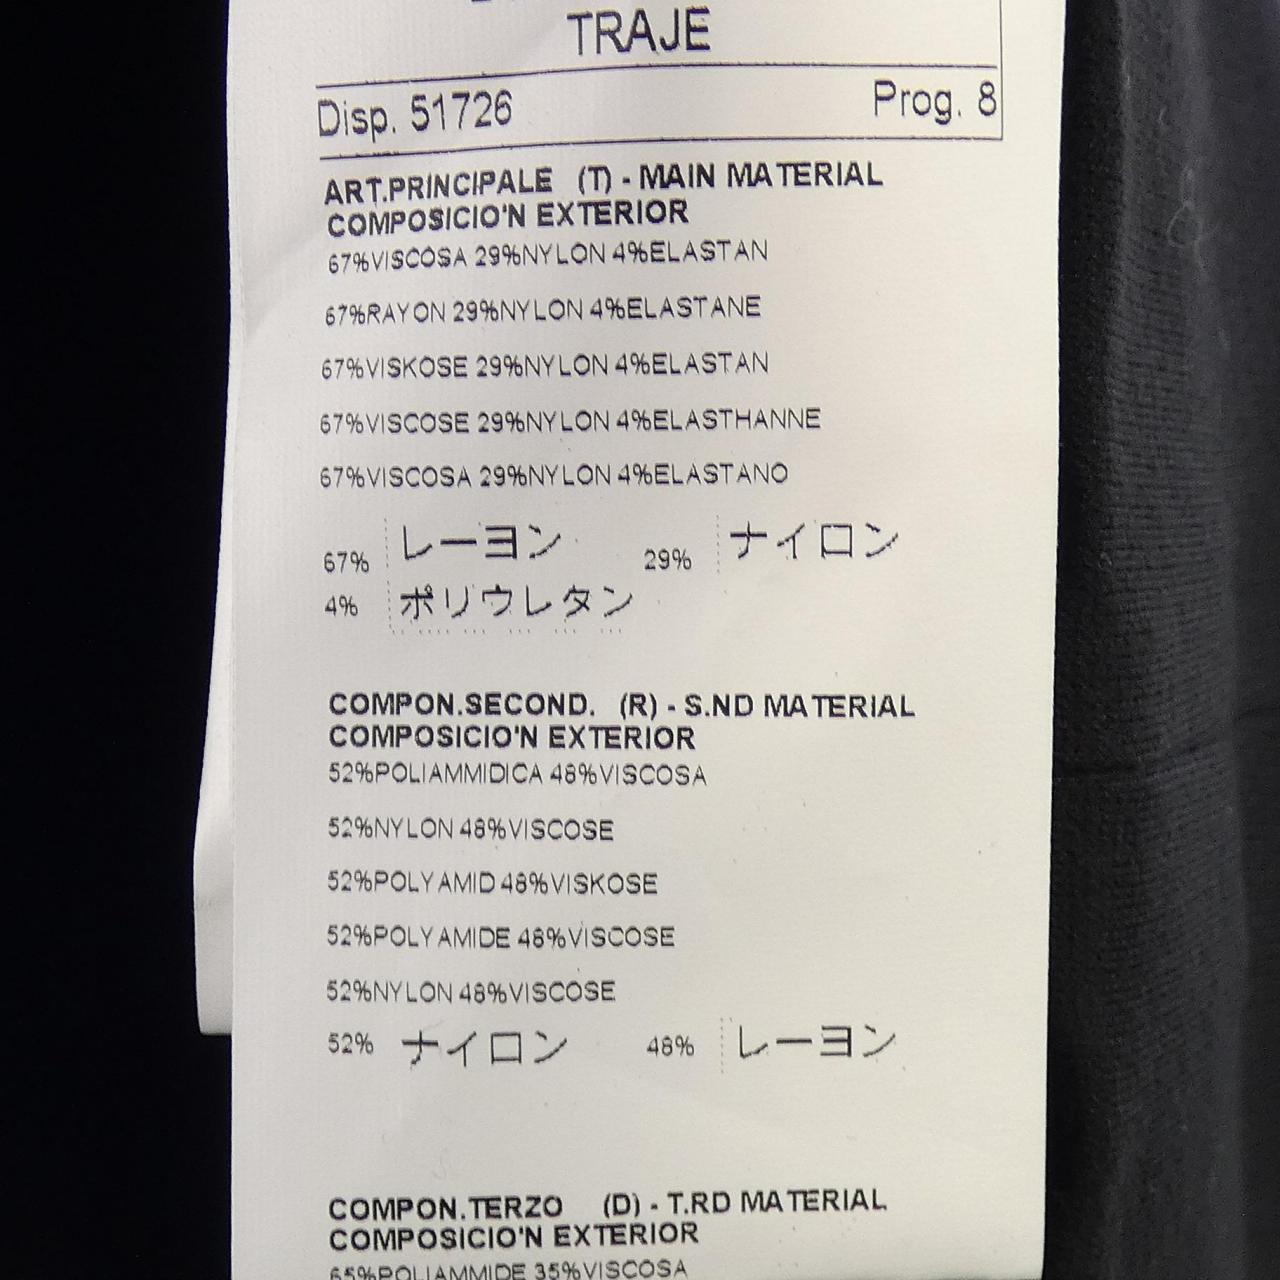 TRAJE
Disp. 51726 Prog. 8
ART.PRINCIPALE (T) - MAIN MATERIAL
COMPOSICIO'N EXTERIOR
67%VISCOSA 29%NYLON 4%ELASTAN
67%RAYON 29%NYLON 4%ELASTANE
67%VISKOSE 29%NYLON 4%ELASTAN
67%VISCOSE 29%NYLON 4%ELASTHANNE
67%VISCOSA 29%NYLON 4%ELASTANO
67% レーヨン 29% ナイロン
4% ポリウレタン
COMPON.SECOND. (R) - S.ND MATERIAL
COMPOSICIO'N EXTERIOR
52%POLIAMMIDICA 48%VISCOSA
52%NYLON 48%VISCOSE
52%POLYAMID 48%VISKOSE
52%POLYAMIDE 48%VISCOSE
52%NYLON 48%VISCOSE
52% ナイロン 48% レーヨン
COMPON.TERZO (D) - T.RD MATERIAL
COMPOSICIO'N EXTERIOR
65%POLIAMMIDE 35%VISCOSA